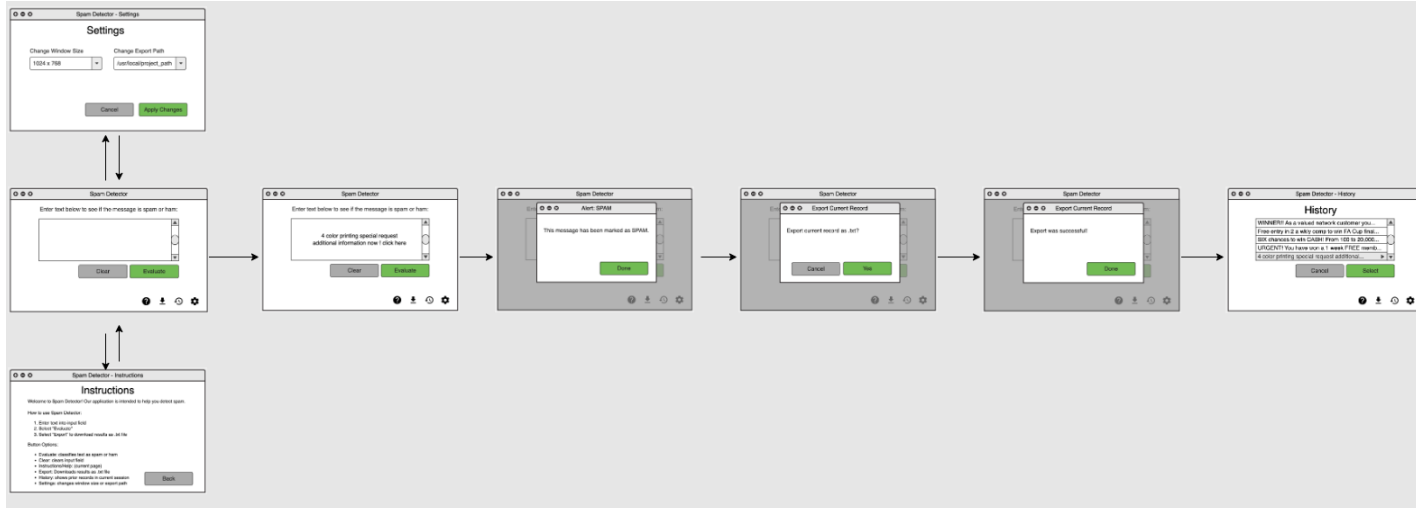 Spam Detector - Settings
Settings
Change Window Size
Change Export Path
1024 x 768
/usr/local/project_path
Cancel
Apply Changes
Spam Detector
Enter text below to see if the message is spam or ham:
Clear
Evaluate
Spam Detector
Enter text below to see if the message is spam or ham:
4 color printing special request
additional information now ! click here
Clear
Evaluate
Spam Detector
Alert: SPAM
This message has been marked as SPAM.
Done
Spam Detector
Export Current Record
Export current record as .txt?
Cancel
Yes
Spam Detector
Export Current Record
Export was successful!
Done
Spam Detector - History
History
WINNER!! As a valued network customer you...
Free entry in 2 a wkly comp to win FA Cup final...
SIX chances to win CASH! From 100 to 20,000...
URGENT! You have won a 1 week FREE memb...
4 color printing special request additional...
Cancel
Select
Spam Detector - Instructions
Instructions
Welcome to Spam Detector! Our application is intended to help you detect spam.
How to use Spam Detector:
1. Enter text into input field
2. Select "Evaluate"
3. Select "Export" to download results as .txt file
Button Options:
• Evaluate: classifies text as spam or ham
• Clear: clears input field
• Instructions/Help: (current page)
• Export: Downloads results as .txt file
• History: shows prior records in current session
• Settings: changes window size or export path
Back